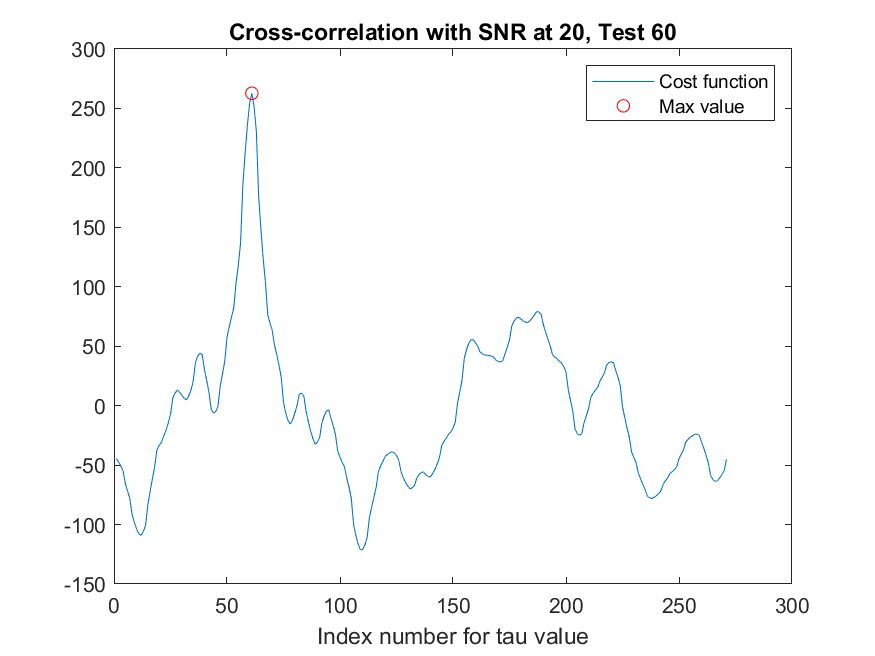 Cross-correlation with SNR at 20, Test 60
300
250
200
150
100
50
0
-50
-100
-150
0 50 100 150 200 250 300
Cost function
Max value
Index number for tau value